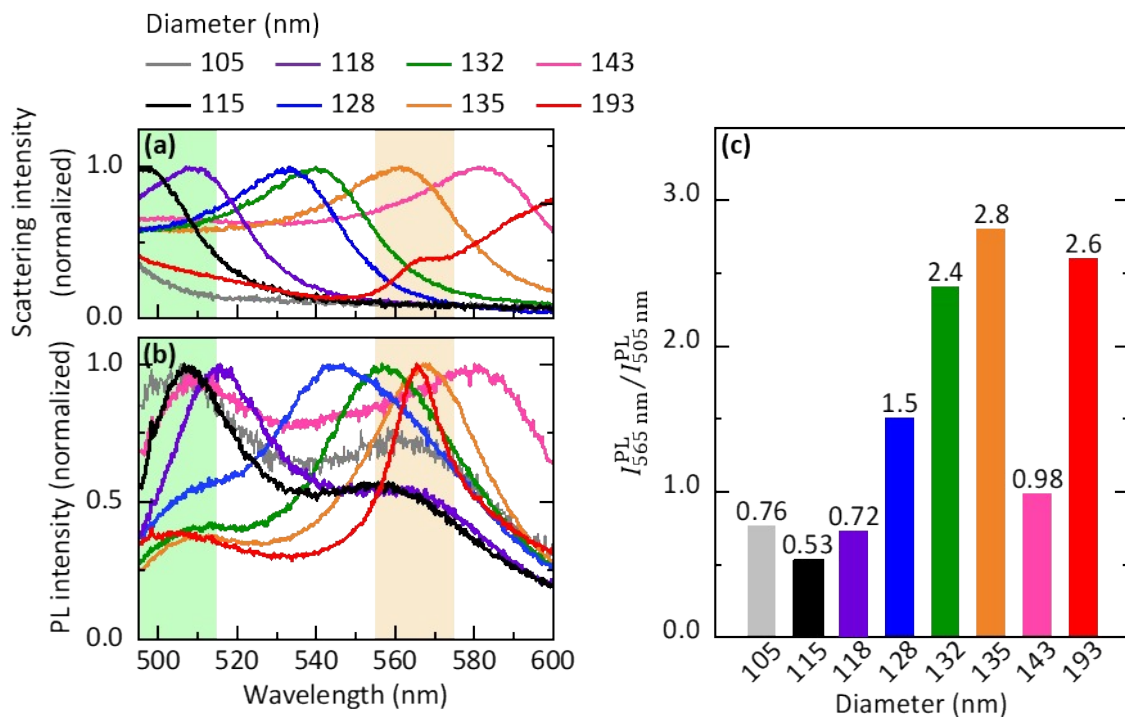 Diameter (nm)
105 118 132 143
115 128 135 193
Scattering intensity
(normalized)
(a)
1.0
0.0
PL intensity (normalized)
(b)
1.0
0.5
0.0
500 520 540 560 580 600
Wavelength (nm)
(c)
I^PL_565 nm / I^PL_505 nm
3.0
2.0
1.0
0.0
0.76
0.53
0.72
1.5
2.4
2.8
0.98
2.6
105 115 118 128 132 135 143 193
Diameter (nm)